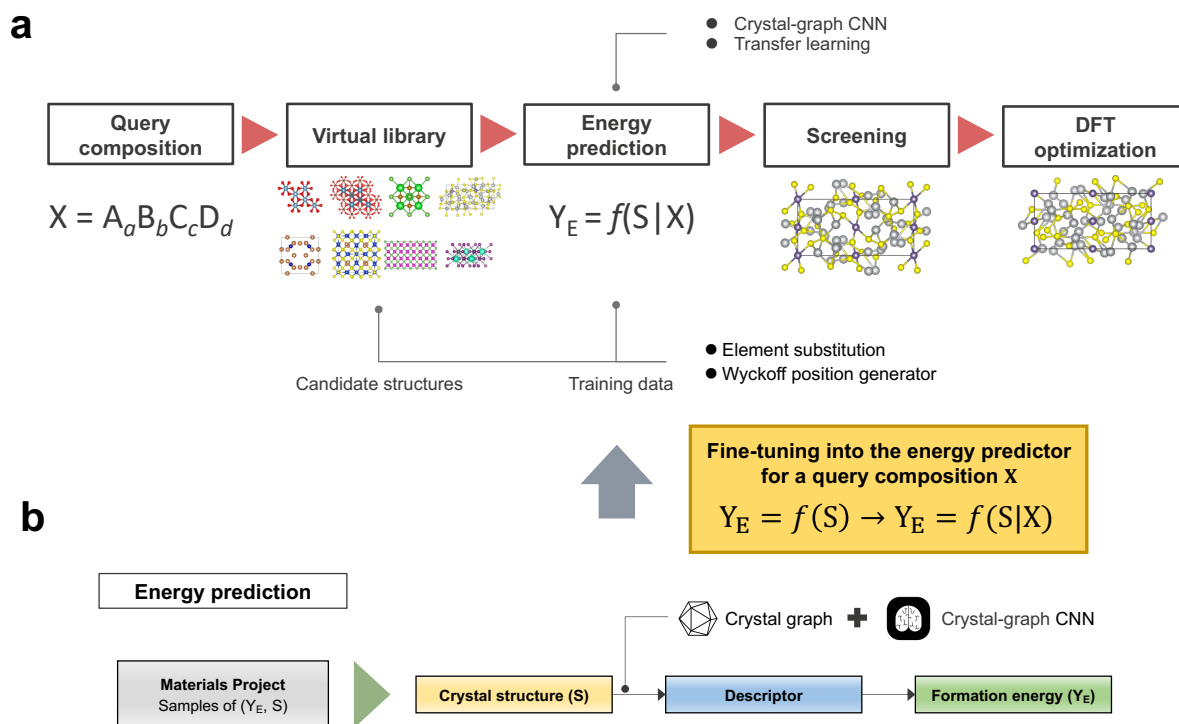 a
Crystal-graph CNN
Transfer learning
Query
composition
Virtual library
Energy
prediction
Screening
DFT
optimization
X = AaBbCcDd
YE = f(S|X)
Element substitution
Wyckoff position generator
Candidate structures
Training data
Fine-tuning into the energy predictor
for a query composition X
YE = f(S) → YE = f(S|X)
b
Energy prediction
Crystal graph
Crystal-graph CNN
Materials Project
Samples of (YE, S)
Crystal structure (S)
Descriptor
Formation energy (YE)